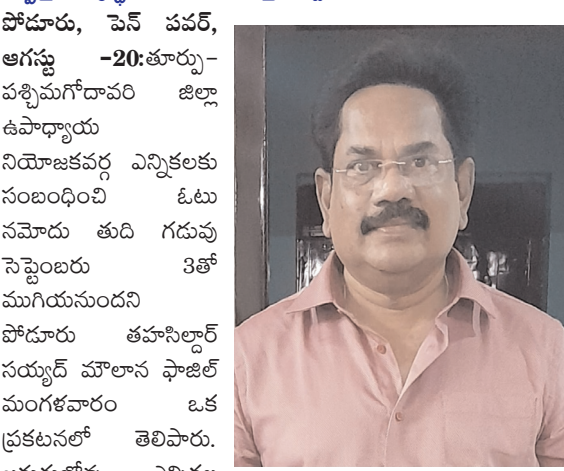 పోడూరు, పెన్ పవర్,
ఆగస్టు -20:తూర్పు-
పశ్చిమగోదావరి జిల్లా
ఉపాధ్యాయ
నియోజకవర్గ ఎన్నికలకు
సంబంధించి ఓటు
నమోదు తుది గడువు
సెప్టెంబరు 3తో
ముగియనుందని
పోడూరు తహసిల్దార్
సయ్యద్ మౌలాన ఫాజిల్
మంగళవారం ఒక
ప్రకటనలో తెలిపారు.